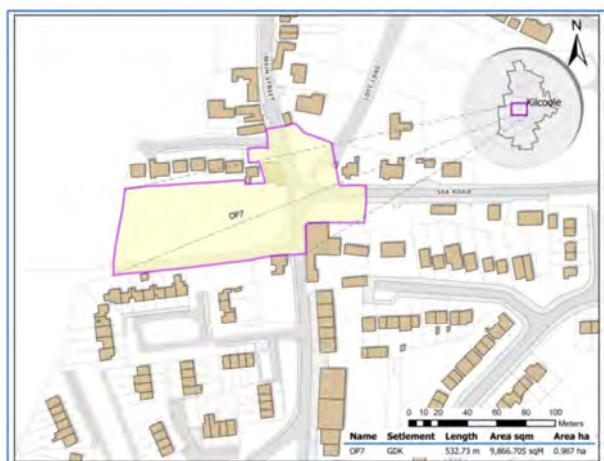 N
Kilcoole
MAIN STREET
LOTT LANE
SEA ROAD
OP7
0 10 20 40 60 80 100
Meters
Name Setlement Length Area sqm Area ha
OP7 GDK 532.73 m 9,866.705 sqM 0.987 ha